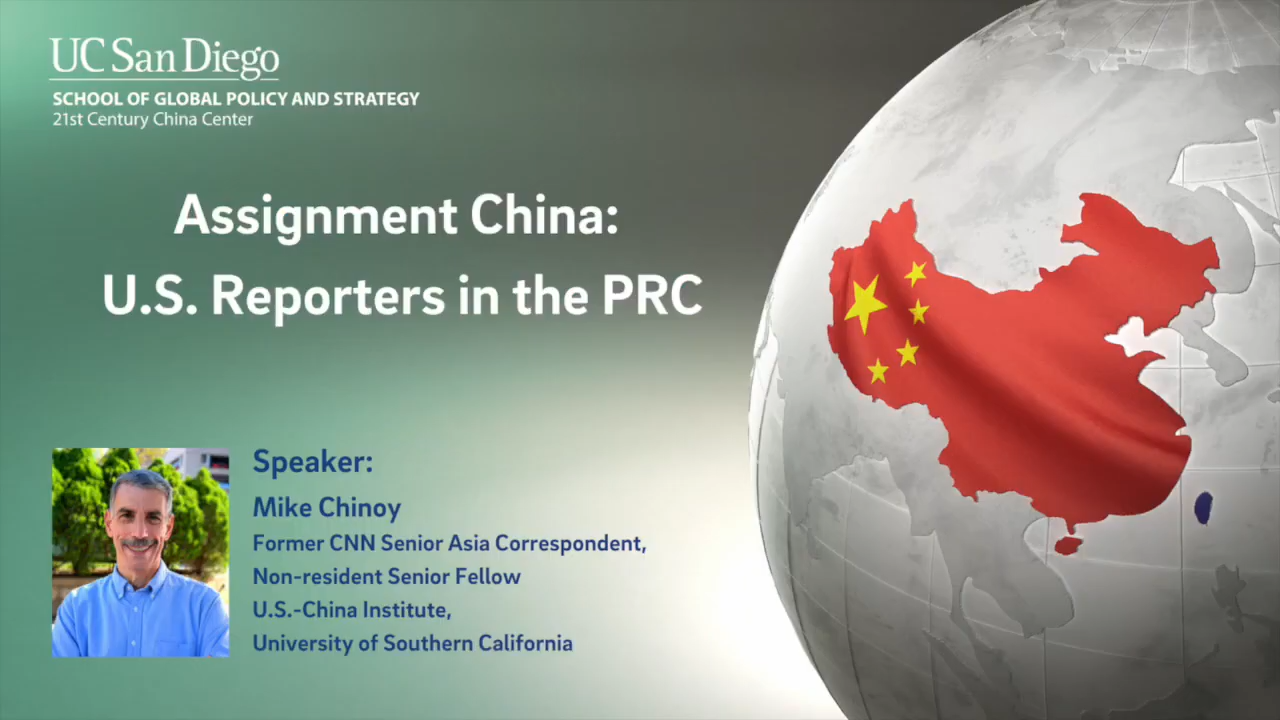 UC San Diego
SCHOOL OF GLOBAL POLICY AND STRATEGY
21st Century China Center
Assignment China:
U.S. Reporters in the PRC
Speaker:
Mike Chinoy
Former CNN Senior Asia Correspondent,
Non-resident Senior Fellow
U.S.-China Institute,
University of Southern California